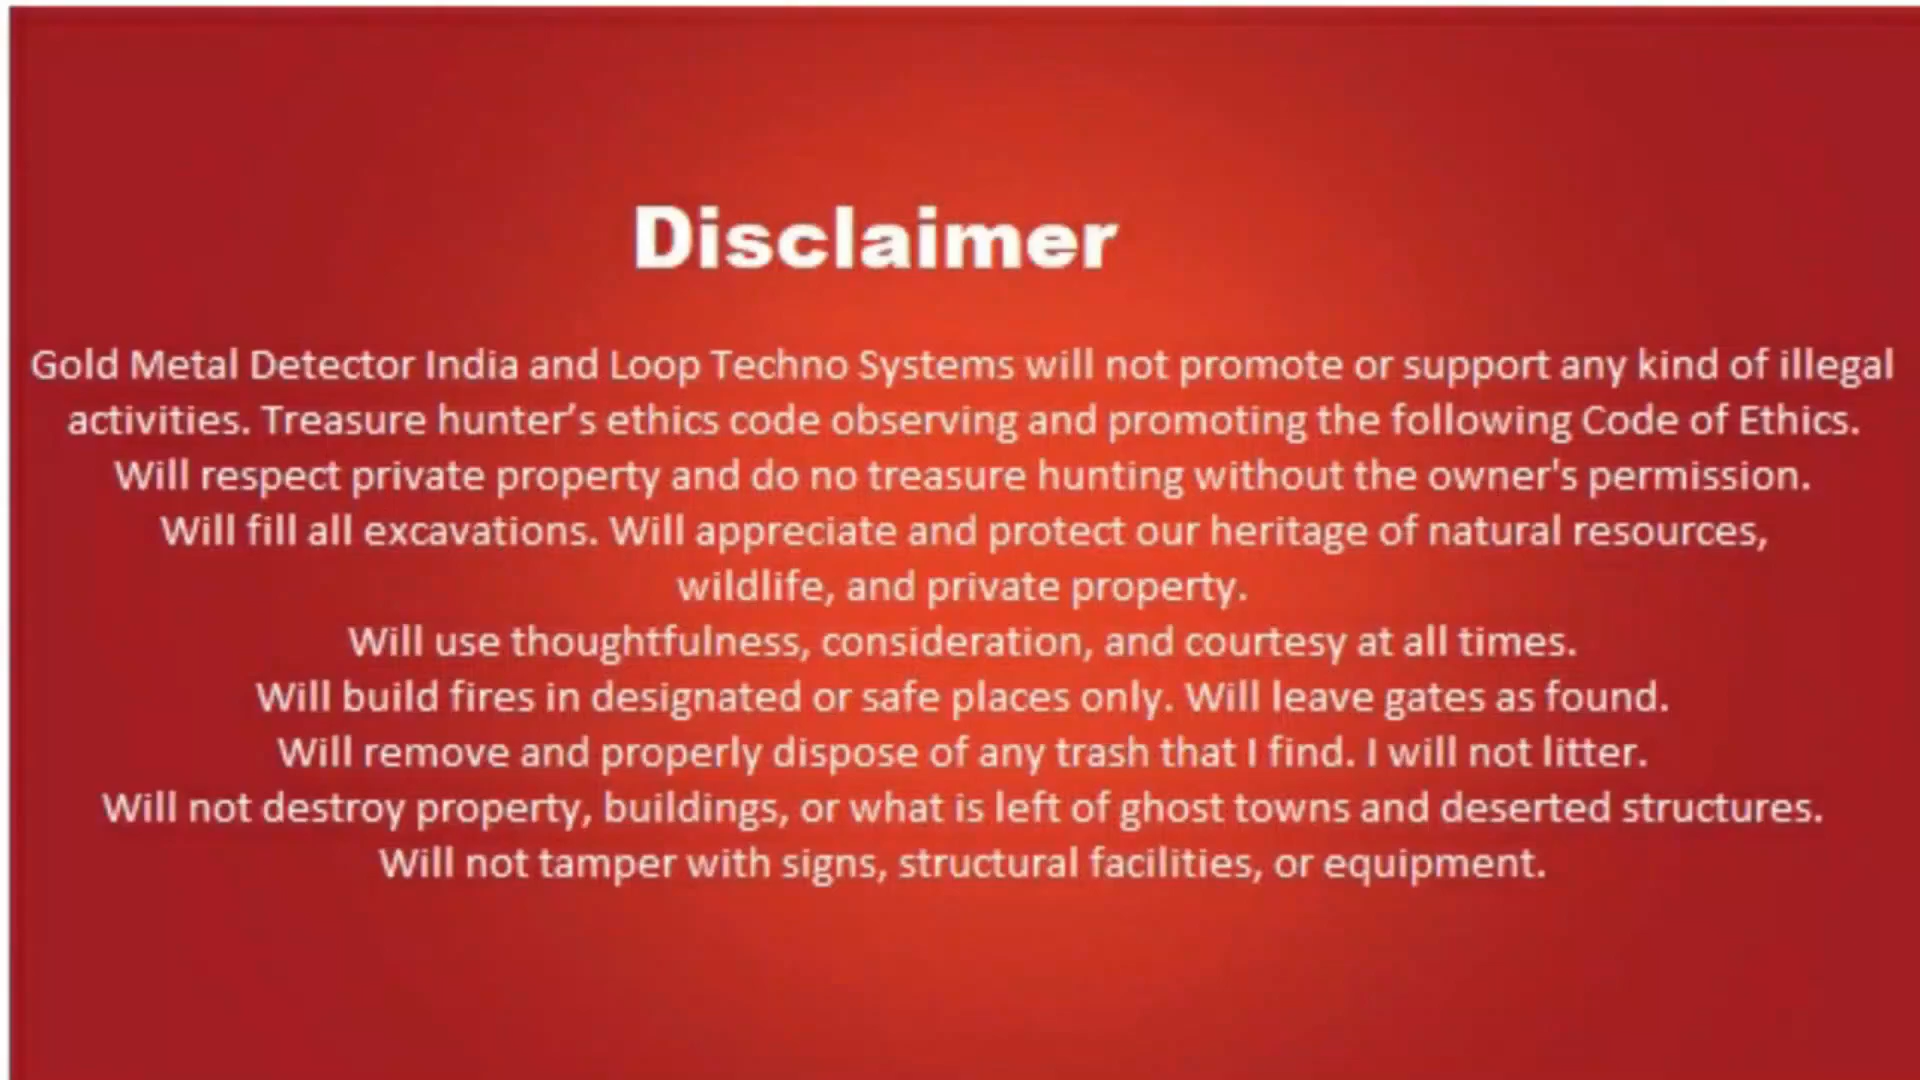 Disclaimer
Gold Metal Detector India and Loop Techno Systems will not promote or support any kind of illegal
activities. Treasure hunter’s ethics code observing and promoting the following Code of Ethics.
Will respect private property and do no treasure hunting without the owner's permission.
Will fill all excavations. Will appreciate and protect our heritage of natural resources,
wildlife, and private property.
Will use thoughtfulness, consideration, and courtesy at all times.
Will build fires in designated or safe places only. Will leave gates as found.
Will remove and properly dispose of any trash that I find. I will not litter.
Will not destroy property, buildings, or what is left of ghost towns and deserted structures.
Will not tamper with signs, structural facilities, or equipment.